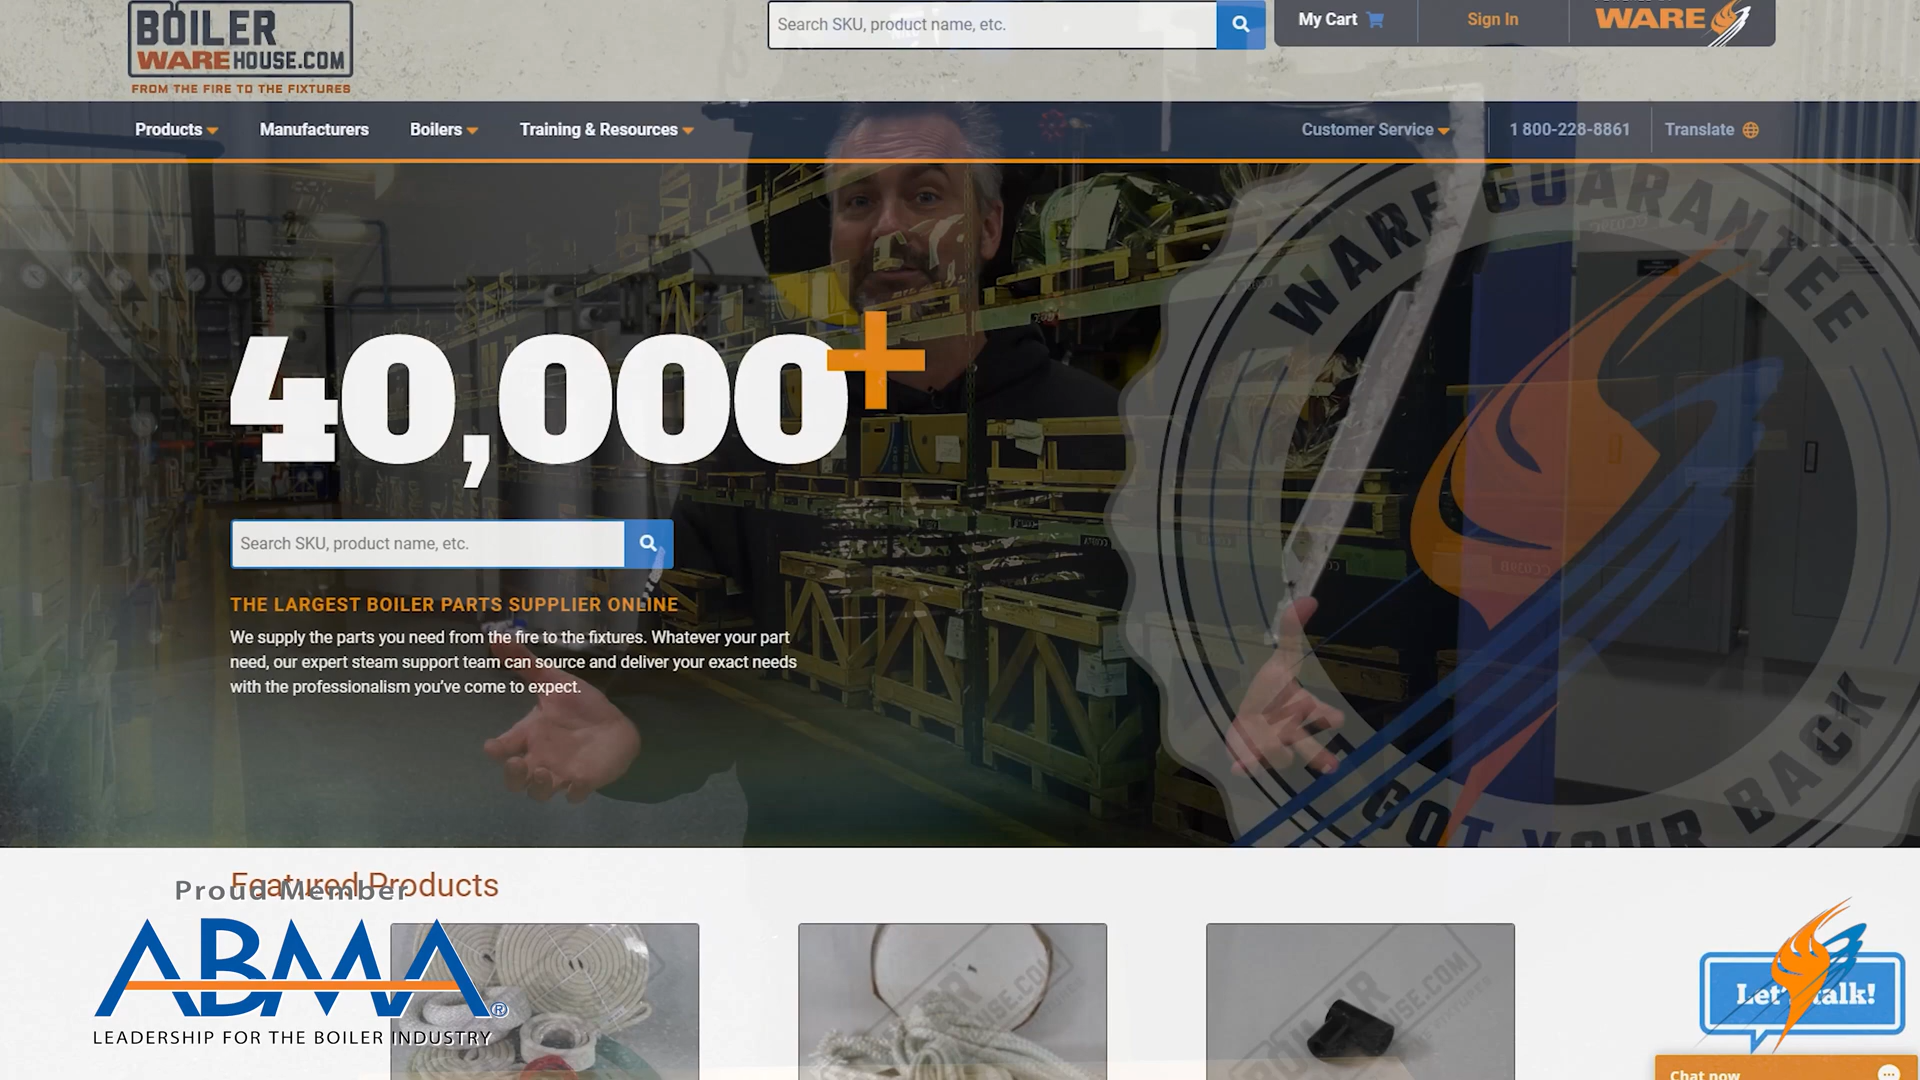 BOILER
WAREHOUSE.COM
FROM THE FIRE TO THE FIXTURES
Search SKU, product name, etc.
My Cart
Sign In
WARE
Products
Manufacturers
Boilers
Training & Resources
Customer Service
1 800-228-8861
Translate
WARE GUARANTEE
40,000+
Search SKU, product name, etc.
THE LARGEST BOILER PARTS SUPPLIER ONLINE
We supply the parts you need from the fire to the fixtures. Whatever your part
need, our expert steam support team can source and deliver your exact needs
with the professionalism you've come to expect.
GOT YOUR BACK
Featured Products
Proud Member
ABMA®
LEADERSHIP FOR THE BOILER INDUSTRY
Let's talk!
Chat now